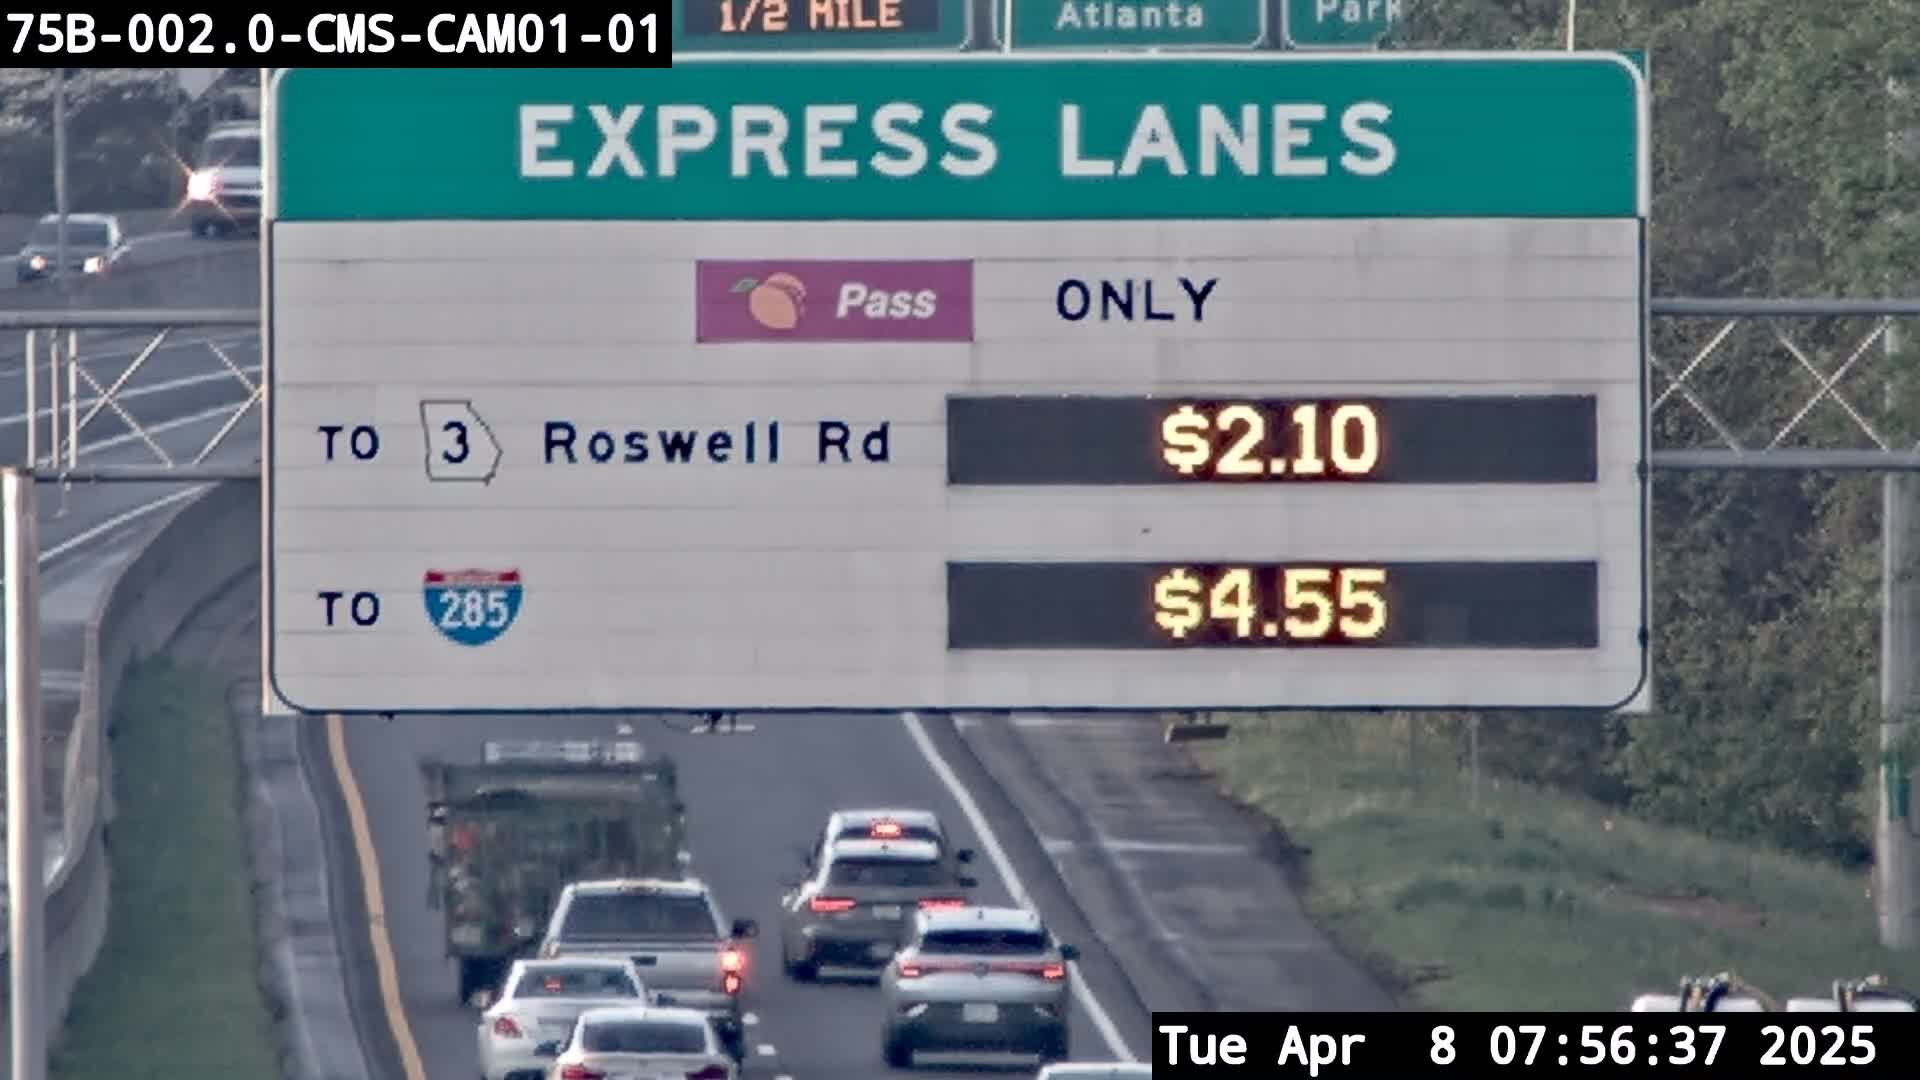 75B-002.0-CMS-CAM01-01
1/2 MILE
Atlanta
Park
EXPRESS LANES
Pass ONLY
TO 3 Roswell Rd $2.10
TO 285 $4.55
Tue Apr 8 07:56:37 2025